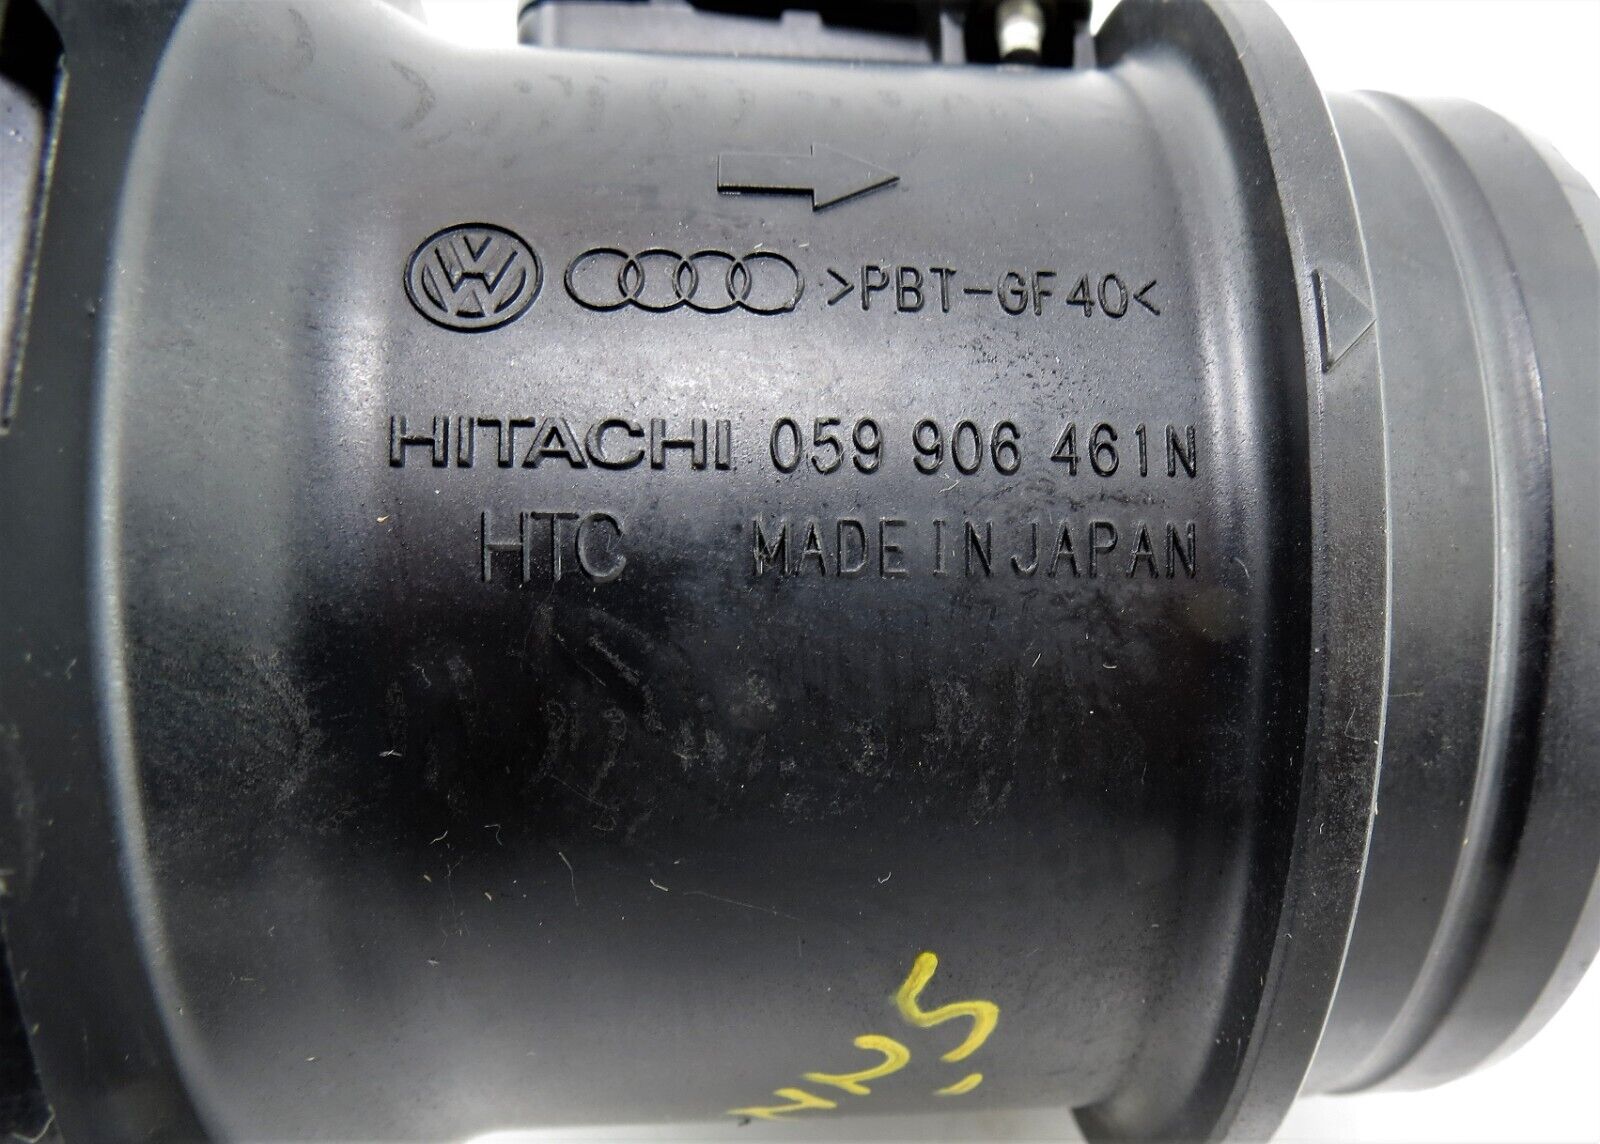 >PBT-GF40<
HITACHI 059 906 461N
HTC MADE IN JAPAN